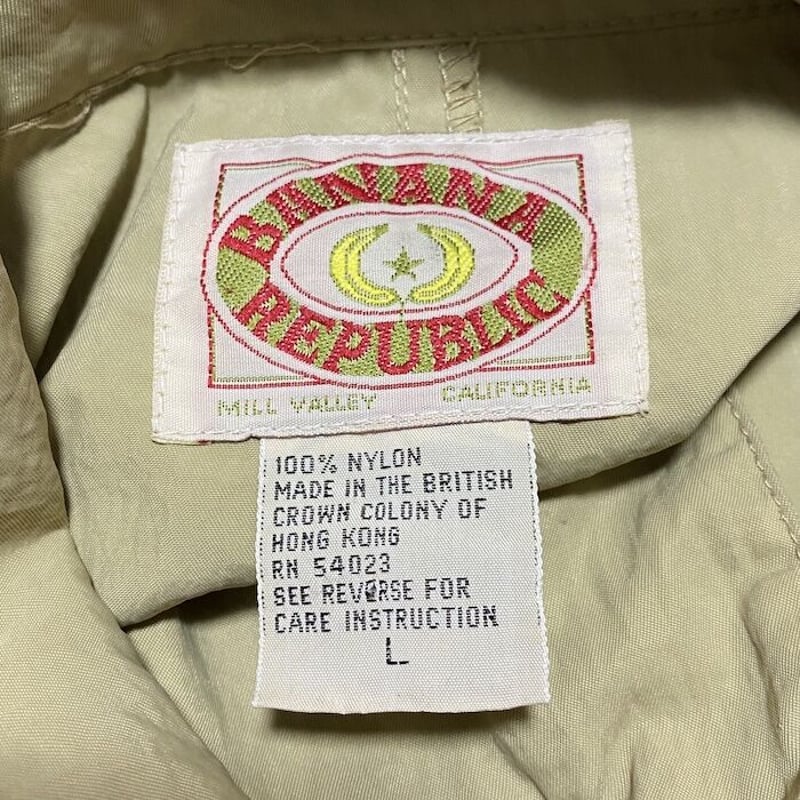 BANANA
REPUBLIC
MILL VALLEY CALIFORNIA
100% NYLON
MADE IN THE BRITISH
CROWN COLONY OF
HONG KONG
RN 54023
SEE REVERSE FOR
CARE INSTRUCTION
L